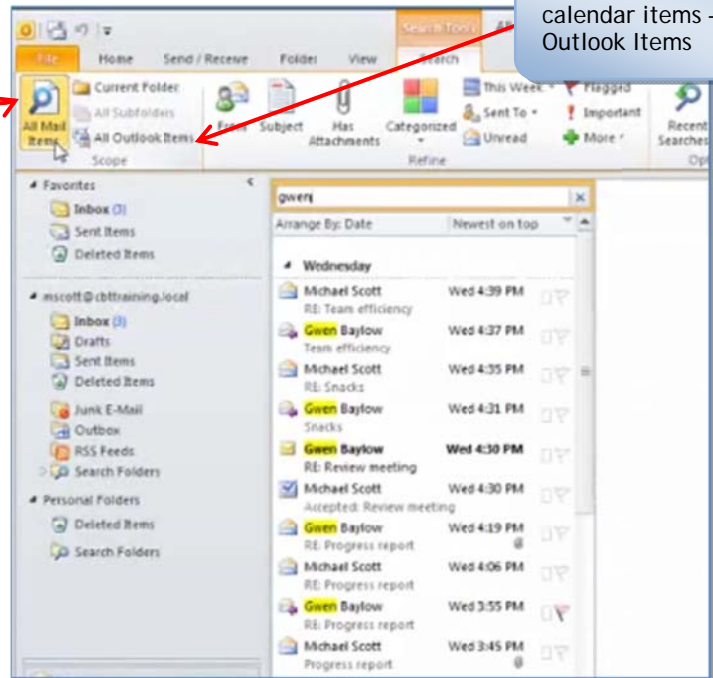 calendar items -
Outlook Items
Search Tools
File Home Send / Receive Folder View Search
All Mail Items
Current Folder
All Subfolders
All Outlook Items
Scope
From
Subject
Has Attachments
Categorized
This Week
Sent To
Unread
Flagged
Important
More
Refine
Recent Searches
Favorites
Inbox (3)
Sent Items
Deleted Items
mscott@cbttraining.local
Inbox (3)
Drafts
Sent Items
Deleted Items
Junk E-Mail
Outbox
RSS Feeds
Search Folders
Personal Folders
Deleted Items
Search Folders
gwen
Arrange By: Date Newest on top
Wednesday
Michael Scott Wed 4:39 PM
RE: Team efficiency
Gwen Baylow Wed 4:37 PM
Team efficiency
Michael Scott Wed 4:35 PM
RE: Snacks
Gwen Baylow Wed 4:31 PM
Snacks
Gwen Baylow Wed 4:30 PM
RE: Review meeting
Michael Scott Wed 4:30 PM
Accepted: Review meeting
Gwen Baylow Wed 4:19 PM
RE: Progress report
Michael Scott Wed 4:06 PM
RE: Progress report
Gwen Baylow Wed 3:55 PM
RE: Progress report
Michael Scott Wed 3:45 PM
Progress report